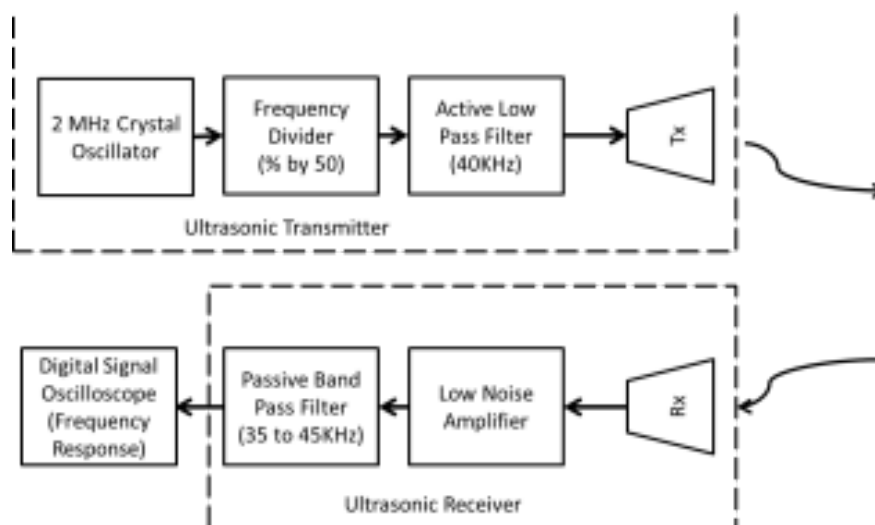 2 MHz Crystal
Oscillator
Frequency
Divider
(% by 50)
Active Low
Pass Filter
(40KHz)
Tx
Ultrasonic Transmitter
Digital Signal
Oscilloscope
(Frequency
Response)
Passive Band
Pass Filter
(35 to 45KHz)
Low Noise
Amplifier
Rx
Ultrasonic Receiver